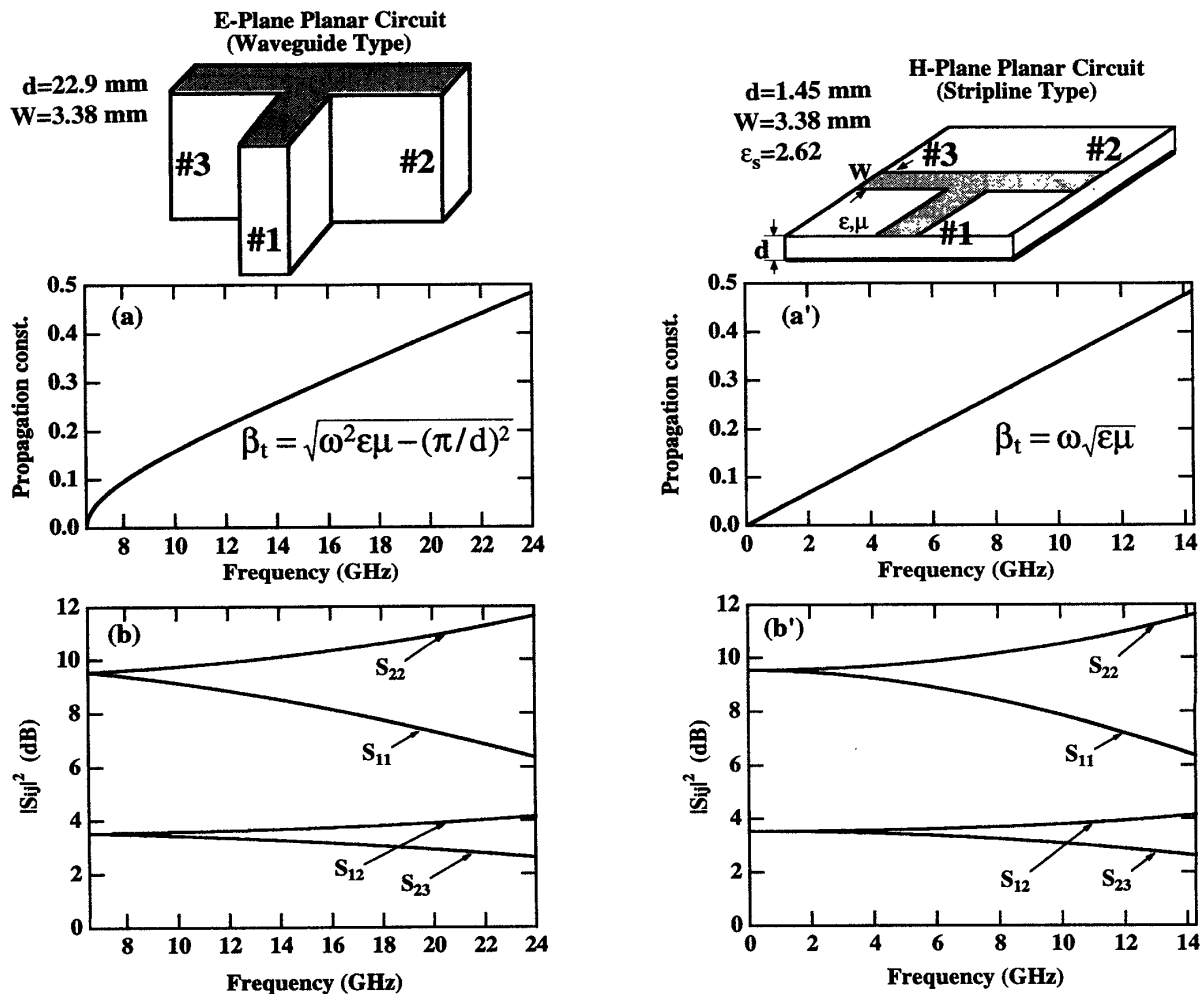 E-Plane Planar Circuit
(Waveguide Type)
d=22.9 mm
W=3.38 mm
#3
#2
#1
H-Plane Planar Circuit
(Stripline Type)
d=1.45 mm
W=3.38 mm
εs=2.62
W
#3
#2
ε,μ
#1
d
Propagation const.
0.5
0.4
0.3
0.2
0.1
0.0
(a)
βt = √ω²εμ − (π/d)²
8 10 12 14 16 18 20 22 24
Frequency (GHz)
Propagation const.
0.5
0.4
0.3
0.2
0.1
0.0
(a')
βt = ω√εμ
0 2 4 6 8 10 12 14
Frequency (GHz)
|Sij|² (dB)
12
10
8
6
4
2
0
(b)
S22
S11
S12
S23
8 10 12 14 16 18 20 22 24
Frequency (GHz)
|Sij|² (dB)
12
10
8
6
4
2
0
(b')
S22
S11
S12
S23
0 2 4 6 8 10 12 14
Frequency (GHz)